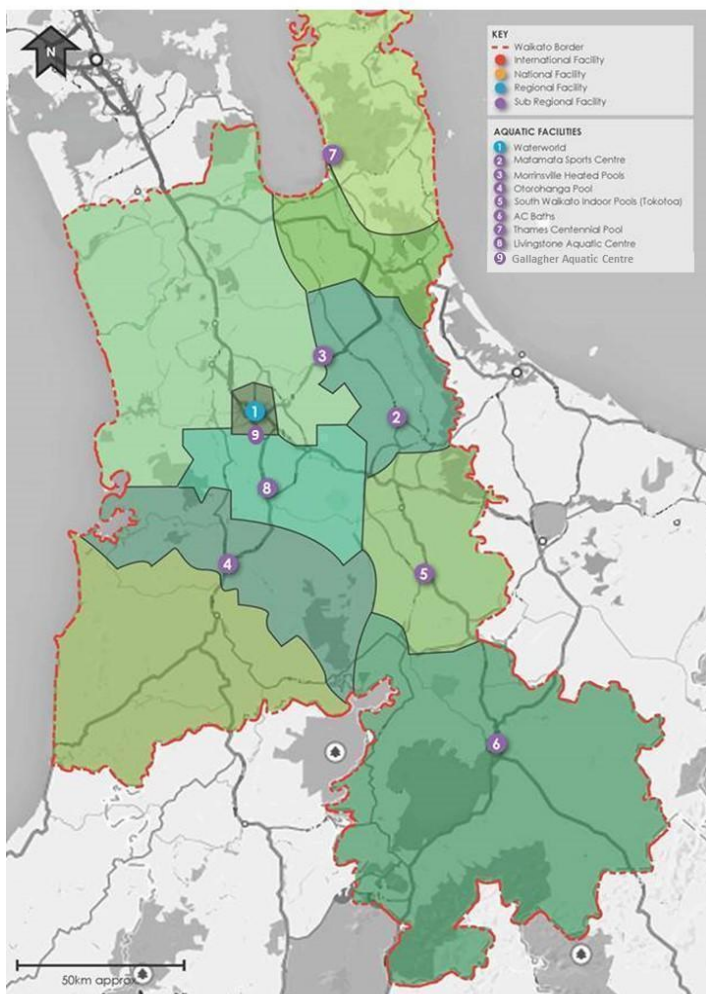 N
KEY
Waikato Border
International Facility
National Facility
Regional Facility
Sub Regional Facility
AQUATIC FACILITIES
1 Waterworld
2 Matamata Sports Centre
3 Morrinsville Heated Pools
4 Otorohanga Pool
5 South Waikato Indoor Pools (Tokotoa)
6 AC Baths
7 Thames Centennial Pool
8 Livingstone Aquatic Centre
9 Gallagher Aquatic Centre
7
3
1
2
9
8
4
5
6
50km approx